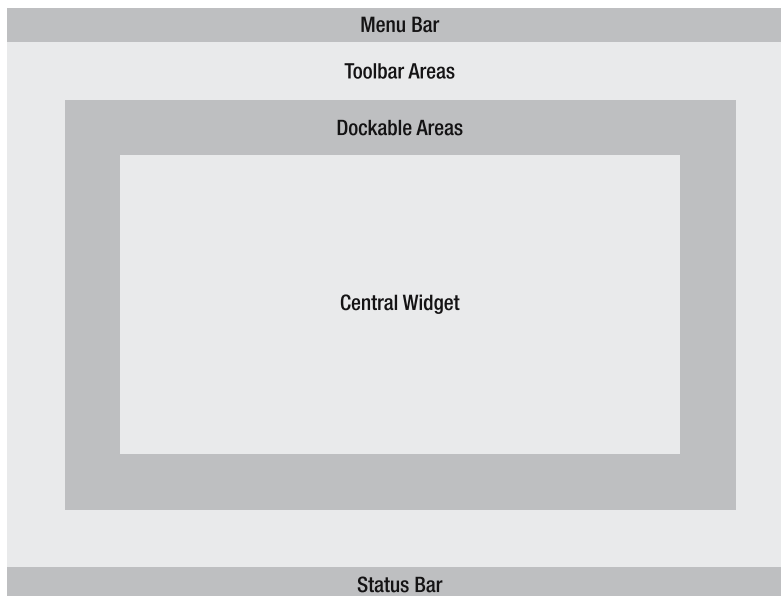 Menu Bar
Toolbar Areas
Dockable Areas
Central Widget
Status Bar